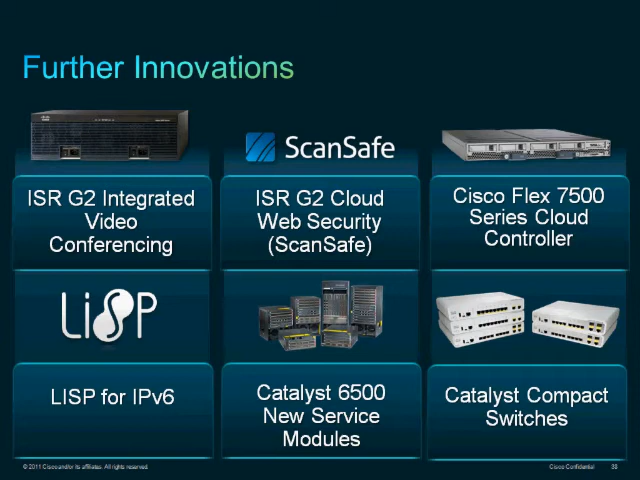 Further Innovations
ScanSafe
ISR G2 Integrated
Video
Conferencing
ISR G2 Cloud
Web Security
(ScanSafe)
Cisco Flex 7500
Series Cloud
Controller
LISP
LISP for IPv6
Catalyst 6500
New Service
Modules
Catalyst Compact
Switches
© 2011 Cisco and/or its affiliates. All rights reserved.
Cisco Confidential
38